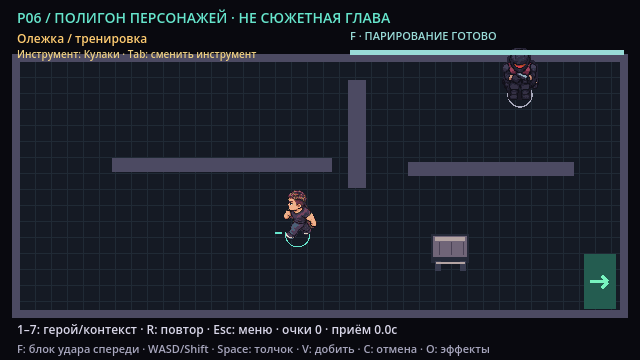 P06 / ПОЛИГОН ПЕРСОНАЖЕЙ · НЕ СЮЖЕТНАЯ ГЛАВА
Олежка / тренировка
F · ПАРИРОВАНИЕ ГОТОВО
Инструмент: Кулаки · Tab: сменить инструмент
1–7: герой/контекст · R: повтор · Esc: меню · очки 0 · приём 0.0с
F: блок удара спереди · WASD/Shift · Space: толчок · V: добить · C: отмена · O: эффекты